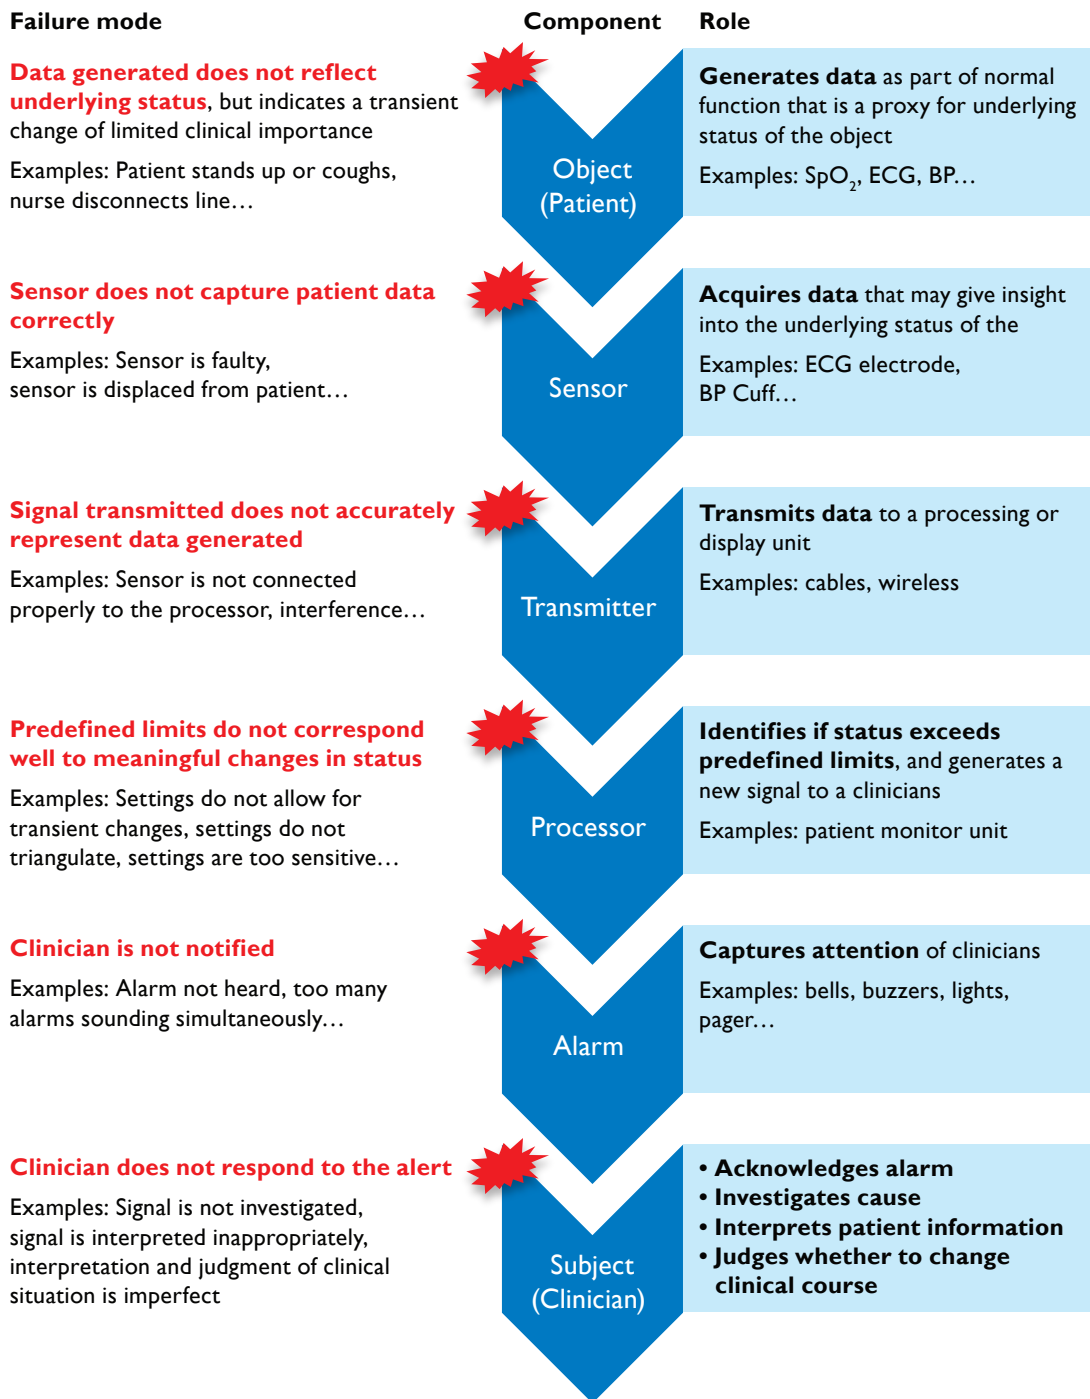 Failure mode
Component
Role
Data generated does not reflect
underlying status, but indicates a transient
change of limited clinical importance
Examples: Patient stands up or coughs,
nurse disconnects line…
Object
(Patient)
Generates data as part of normal
function that is a proxy for underlying
status of the object
Examples: SpO₂, ECG, BP…
Sensor does not capture patient data
correctly
Examples: Sensor is faulty,
sensor is displaced from patient…
Sensor
Acquires data that may give insight
into the underlying status of the
Examples: ECG electrode,
BP Cuff…
Signal transmitted does not accurately
represent data generated
Examples: Sensor is not connected
properly to the processor, interference…
Transmitter
Transmits data to a processing or
display unit
Examples: cables, wireless
Predefined limits do not correspond
well to meaningful changes in status
Examples: Settings do not allow for
transient changes, settings do not
triangulate, settings are too sensitive…
Processor
Identifies if status exceeds
predefined limits, and generates a
new signal to a clinicians
Examples: patient monitor unit
Clinician is not notified
Examples: Alarm not heard, too many
alarms sounding simultaneously…
Alarm
Captures attention of clinicians
Examples: bells, buzzers, lights,
pager…
Clinician does not respond to the alert
Examples: Signal is not investigated,
signal is interpreted inappropriately,
interpretation and judgment of clinical
situation is imperfect
Subject
(Clinician)
• Acknowledges alarm
• Investigates cause
• Interprets patient information
• Judges whether to change
clinical course